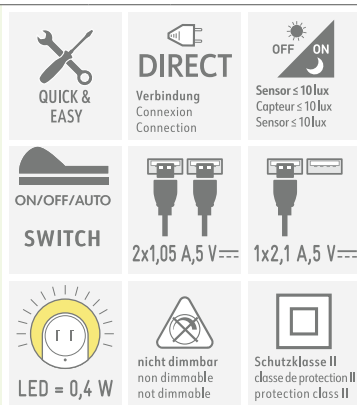 QUICK &
EASY
DIRECT
Verbindung
Connexion
Connection
OFF ON
Sensor ≤ 10 lux
Capteur ≤ 10 lux
Sensor ≤ 10 lux
ON/OFF/AUTO
SWITCH
2x1,05 A,5 V⎓
1x2,1 A,5 V⎓
LED = 0,4 W
nicht dimmbar
non dimmable
not dimmable
Schutzklasse II
classe de protection II
protection class II